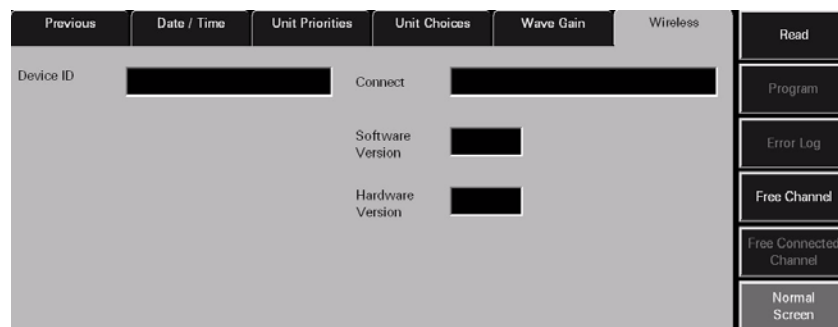 Previous Date / Time Unit Priorities Unit Choices Wave Gain Wireless
Read
Device ID Connect
Program
Software
Version
Error Log
Hardware
Version
Free Channel
Free Connected
Channel
Normal
Screen